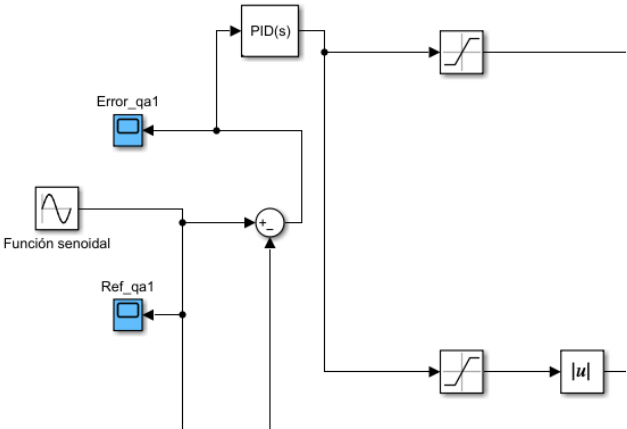 PID(s)
Error_qa1
+
−
Función senoidal
Ref_qa1
|u|